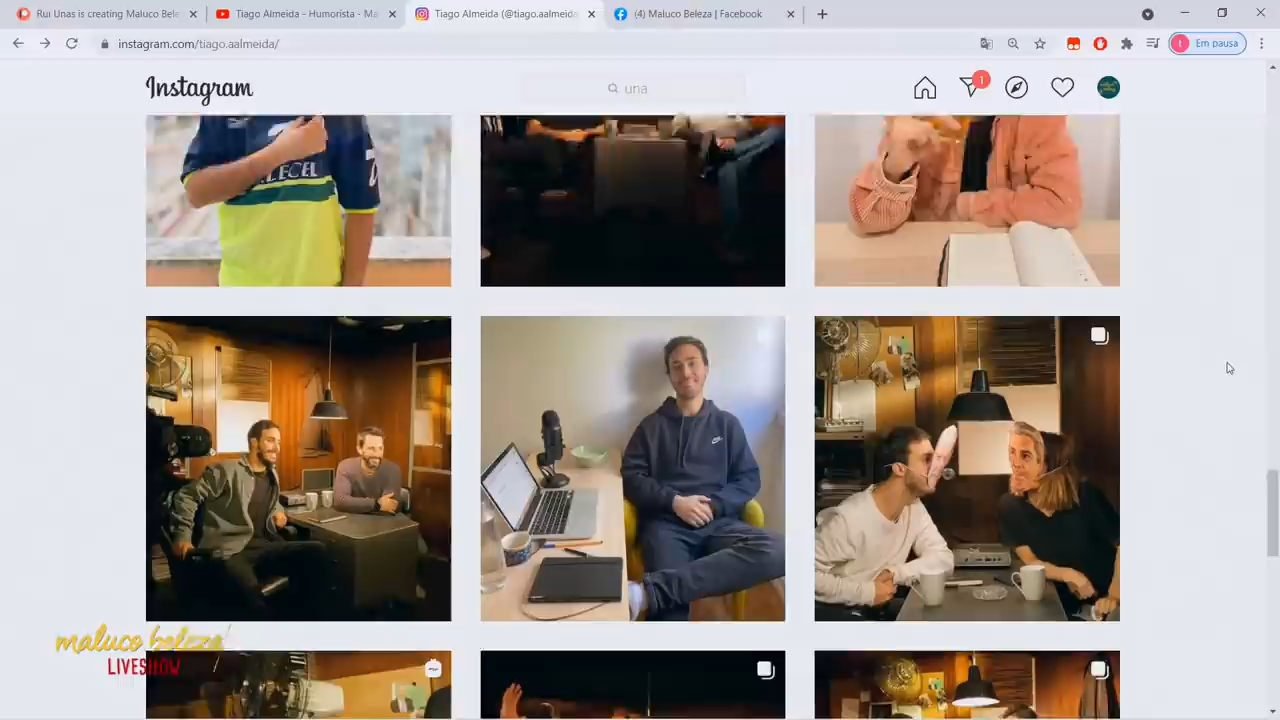 Rui Unas is creating Maluco Bele
Tiago Almeida - Humorista - Ma
Tiago Almeida (@tiago.aalmeida
(4) Maluco Beleza | Facebook
instagram.com/tiago.aalmeida/
t
Em pausa
Instagram
una
1
maluco beleza
LIVESHOW